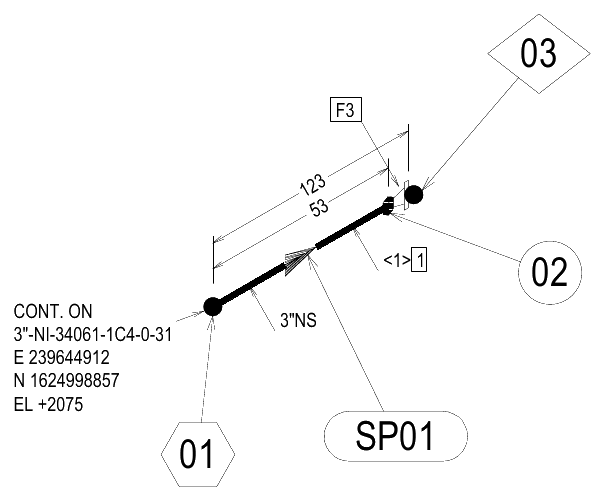 03
F3
123
53
<1> 1
02
3"NS
CONT. ON
3"-NI-34061-1C4-0-31
E 239644912
N 1624998857
EL +2075
SP01
01